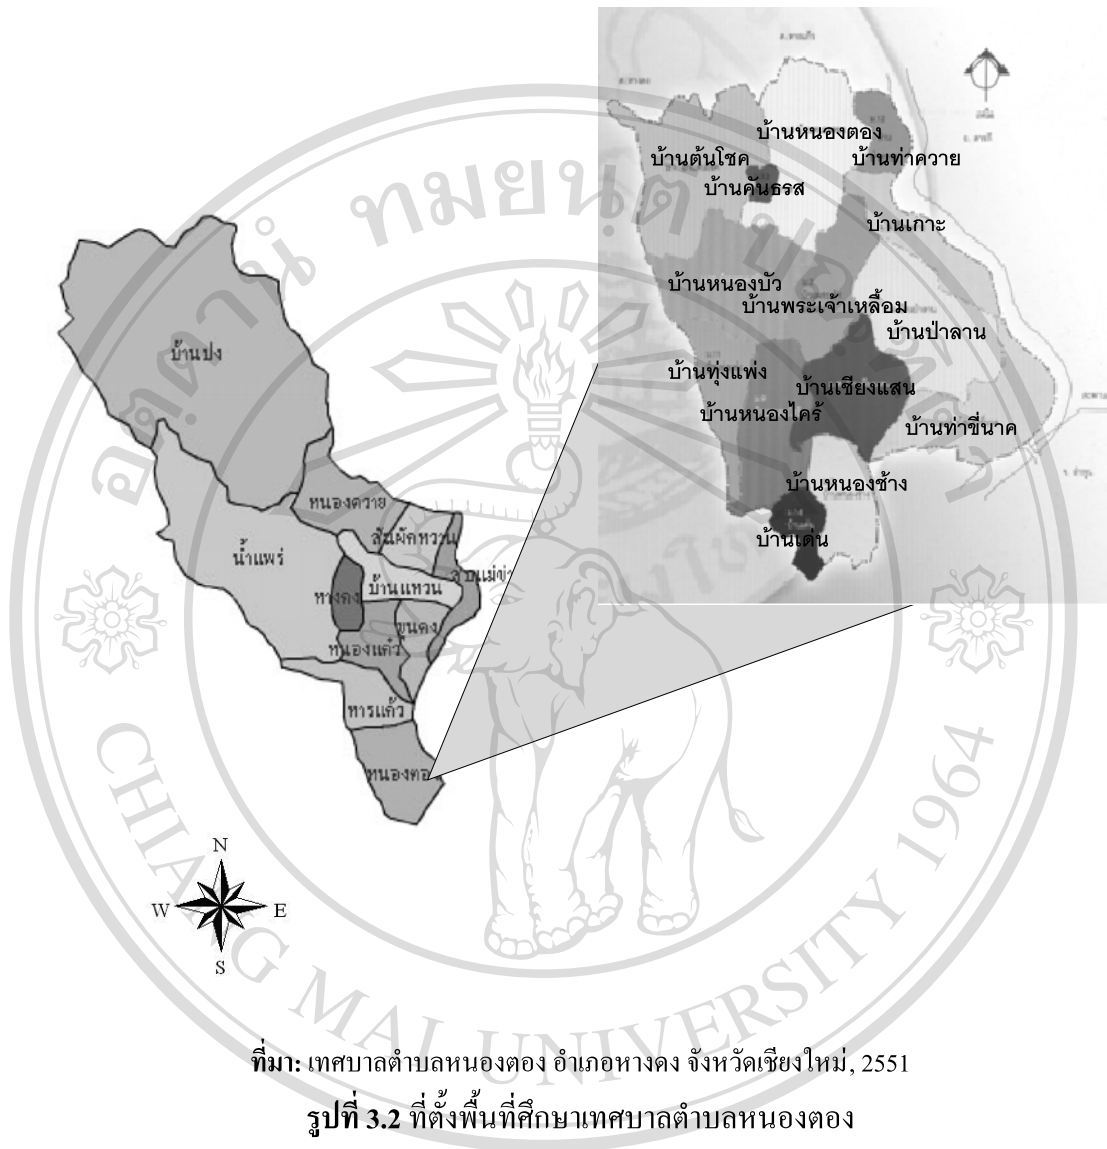 บ้านหนองตอง
บ้านต้นโชค
บ้านท่าควาย
บ้านคันธรส
บ้านเกาะ
บ้านหนองบัว
บ้านพระเจ้าเหลื้อม
บ้านป่าลาน
บ้านทุ่งแพ่ง
บ้านเชียงแสน
บ้านหนองไคร้
บ้านท่าขี่นาค
บ้านหนองช้าง
บ้านเด่น
บ้านปง
หนองควาย
สันผักหวาน
น้ำแพร่
บ้านแหวน
หางดง
ขุนคง
หนองแก๋ว
หารแก้ว
หนองตอง
N
W E
S
CHIANG MAI UNIVERSITY 1964
ที่มา: เทศบาลตำบลหนองตอง อำเภอหางดง จังหวัดเชียงใหม่, 2551
รูปที่ 3.2 ที่ตั้งพื้นที่ศึกษาเทศบาลตำบลหนองตอง